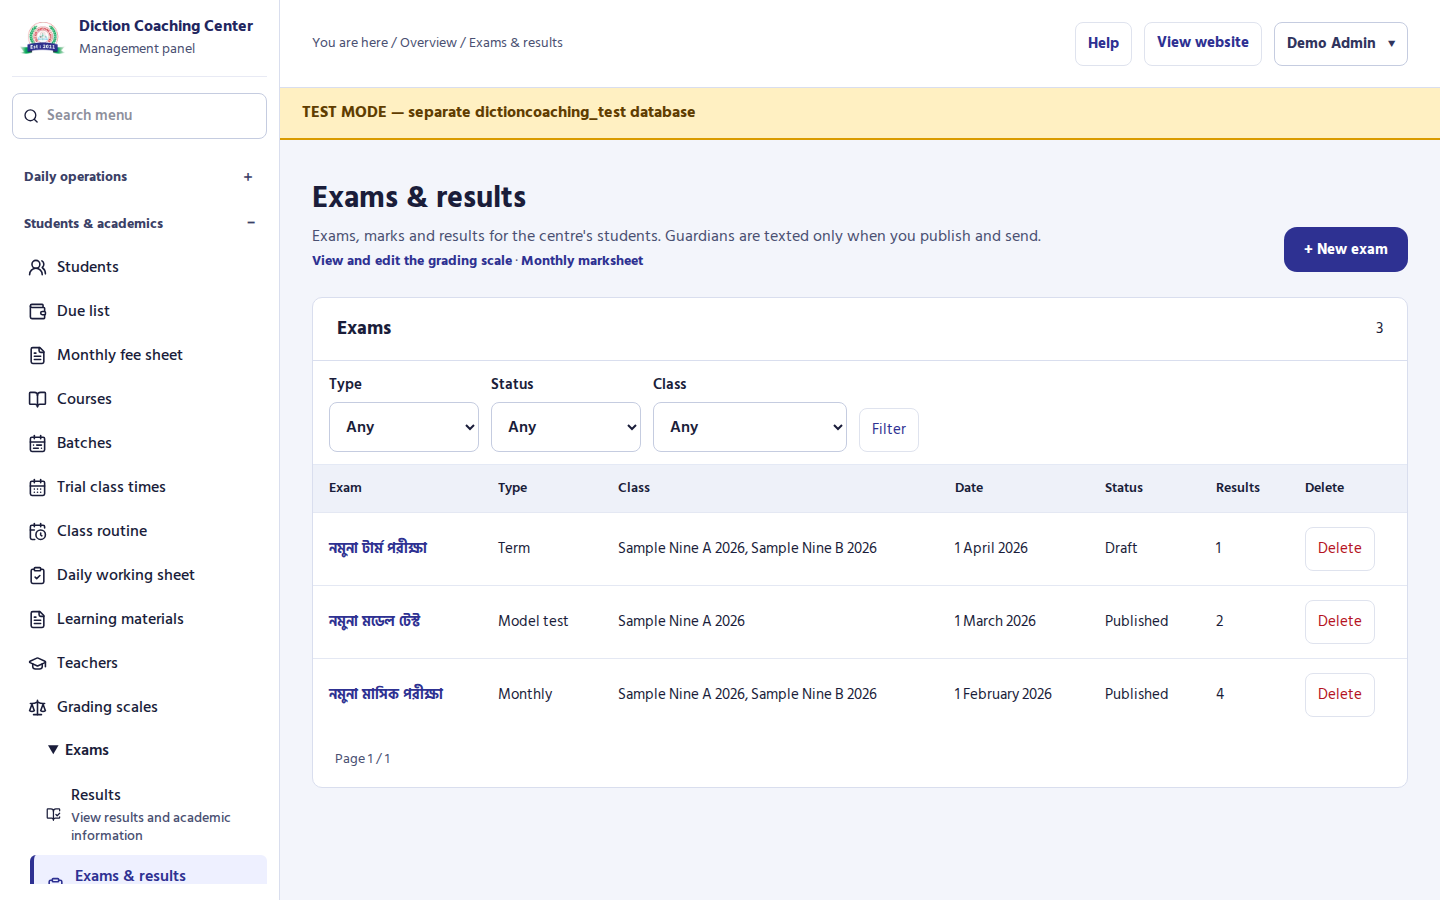 Diction Coaching Center
Management panel
Est : 2011
Search menu
Daily operations +
Students & academics −
Students
Due list
Monthly fee sheet
Courses
Batches
Trial class times
Class routine
Daily working sheet
Learning materials
Teachers
Grading scales
▼ Exams
Results
View results and academic
information
Exams & results
You are here / Overview / Exams & results
Help
View website
Demo Admin ▾
TEST MODE — separate dictioncoaching_test database
Exams & results
Exams, marks and results for the centre's students. Guardians are texted only when you publish and send.
View and edit the grading scale · Monthly marksheet
+ New exam
Exams 3
Type Status Class
Any Any Any Filter
Exam Type Class Date Status Results Delete
নমুনা টার্ম পরীক্ষা Term Sample Nine A 2026, Sample Nine B 2026 1 April 2026 Draft 1 Delete
নমুনা মডেল টেস্ট Model test Sample Nine A 2026 1 March 2026 Published 2 Delete
নমুনা মাসিক পরীক্ষা Monthly Sample Nine A 2026, Sample Nine B 2026 1 February 2026 Published 4 Delete
Page 1 / 1